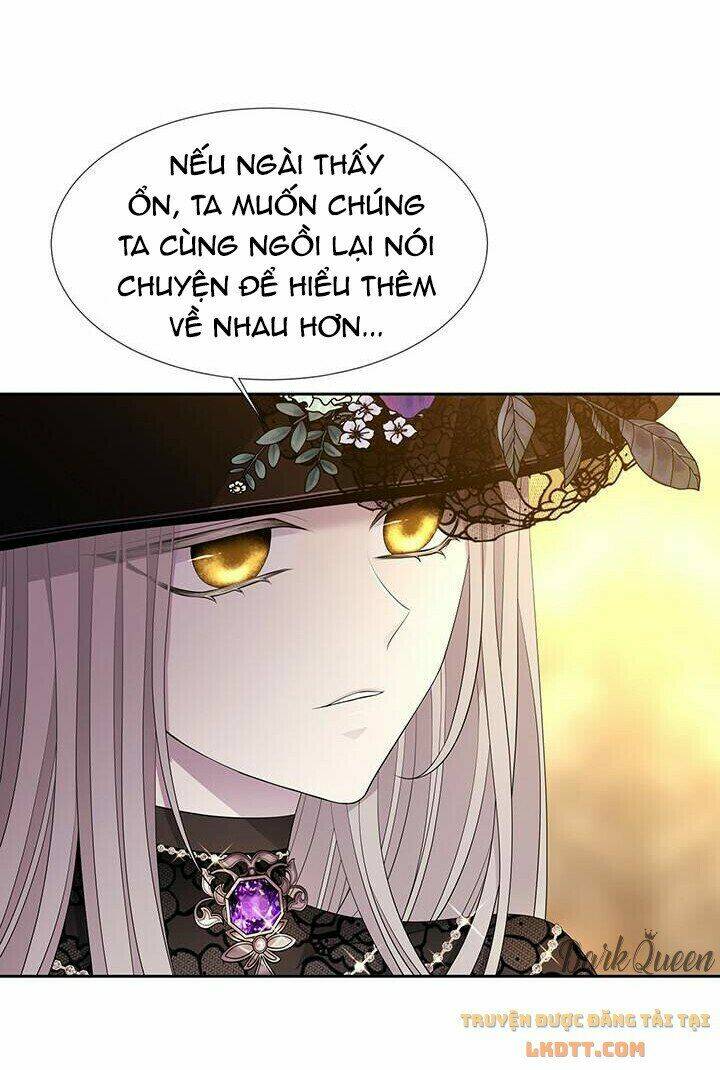 NẾU NGÀI THẤY
ỔN, TA MUỐN CHÚNG
TA CÙNG NGỒI LẠI NÓI
CHUYỆN ĐỂ HIỂU THÊM
VỀ NHAU HƠN...
DarkQueen
TRUYỆN ĐƯỢC ĐĂNG TẢI TẠI
LKDTT.COM